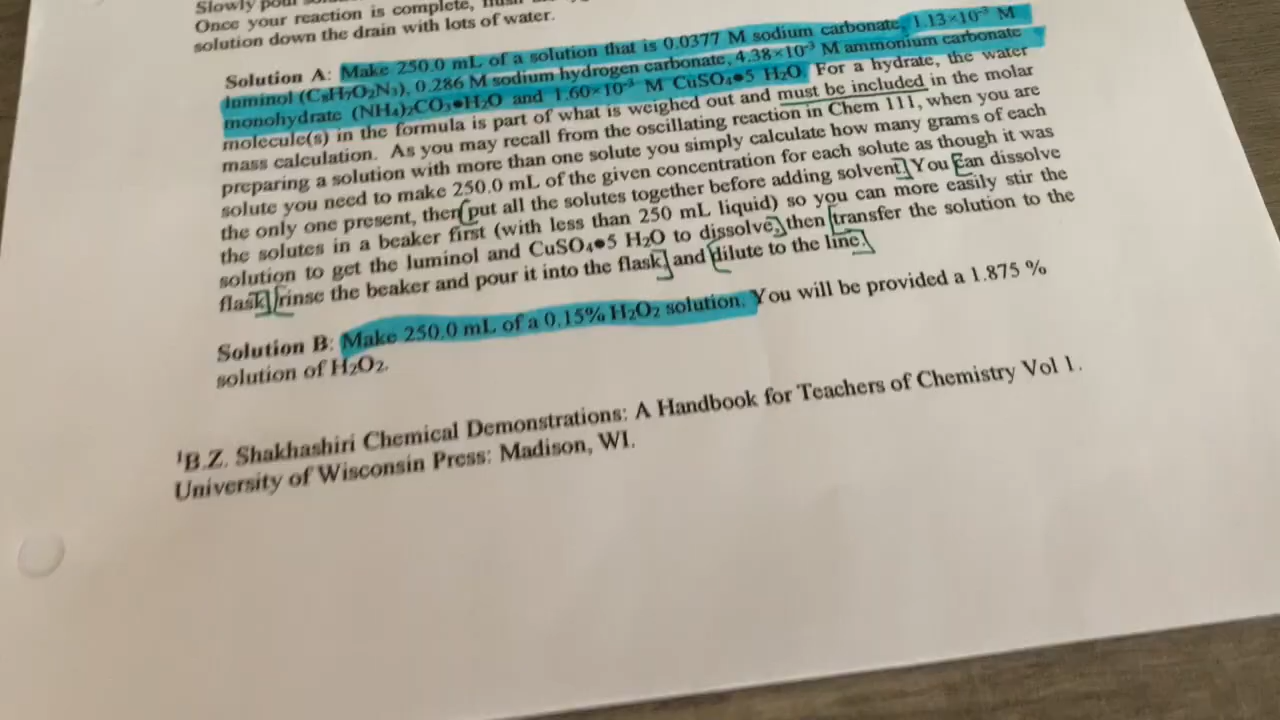 Slowly pour
Once your reaction is complete,
solution down the drain with lots of water.
Solution A: Make 250.0 mL of a solution that is 0.0377 M sodium carbonate, 1.13×10⁻³ M
luminol (C₈H₇O₂N₃), 0.286 M sodium hydrogen carbonate, 4.38×10⁻³ M ammonium carbonate
monohydrate (NH₄)₂CO₃●H₂O and 1.60×10⁻³ M CuSO₄●5 H₂O. For a hydrate, the water
molecule(s) in the formula is part of what is weighed out and must be included in the molar
mass calculation. As you may recall from the oscillating reaction in Chem 111, when you are
preparing a solution with more than one solute you simply calculate how many grams of each
solute you need to make 250.0 mL of the given concentration for each solute as though it was
the only one present, then put all the solutes together before adding solvent. You can dissolve
the solutes in a beaker first (with less than 250 mL liquid) so you can more easily stir the
solution to get the luminol and CuSO₄●5 H₂O to dissolve, then transfer the solution to the
flask, rinse the beaker and pour it into the flask, and dilute to the line.
Solution B: Make 250.0 mL of a 0.15% H₂O₂ solution. You will be provided a 1.875 %
solution of H₂O₂.
¹B.Z. Shakhashiri Chemical Demonstrations: A Handbook for Teachers of Chemistry Vol 1.
University of Wisconsin Press: Madison, WI.